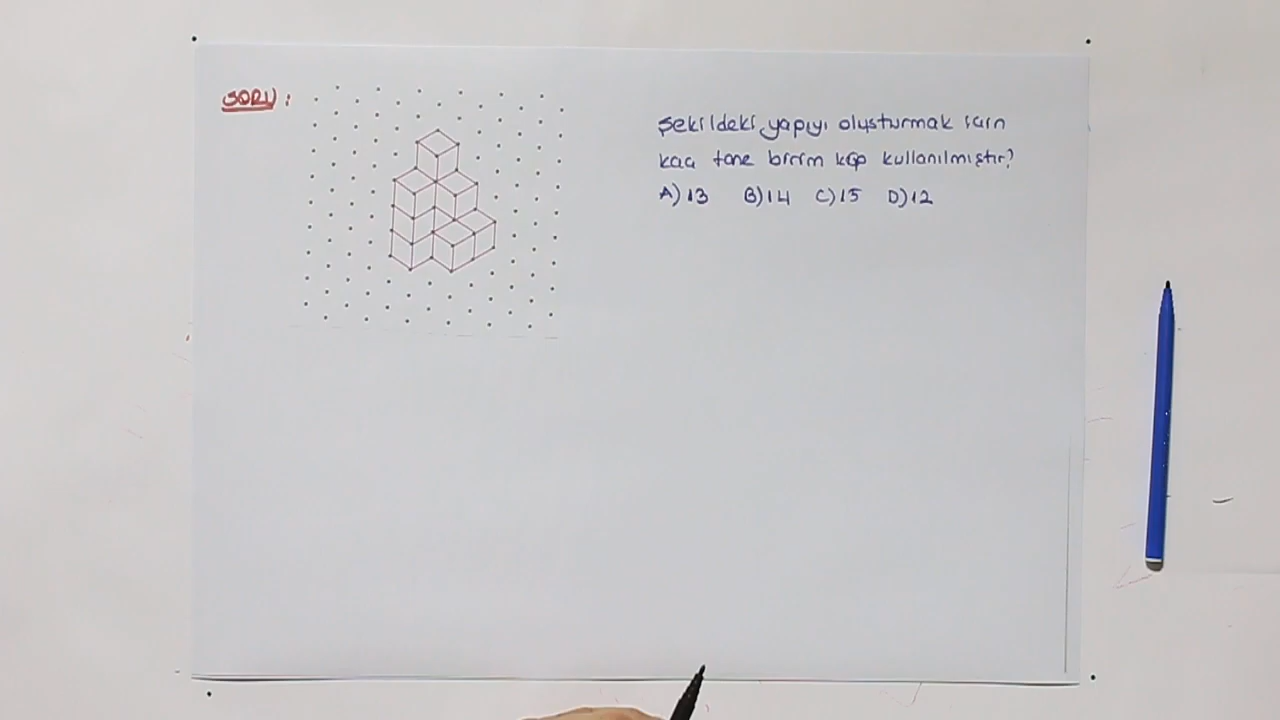 SORU :
Şekildeki yapıyı oluşturmak için
kaç tane birim küp kullanılmıştır?
A) 13 B) 14 C) 15 D) 12